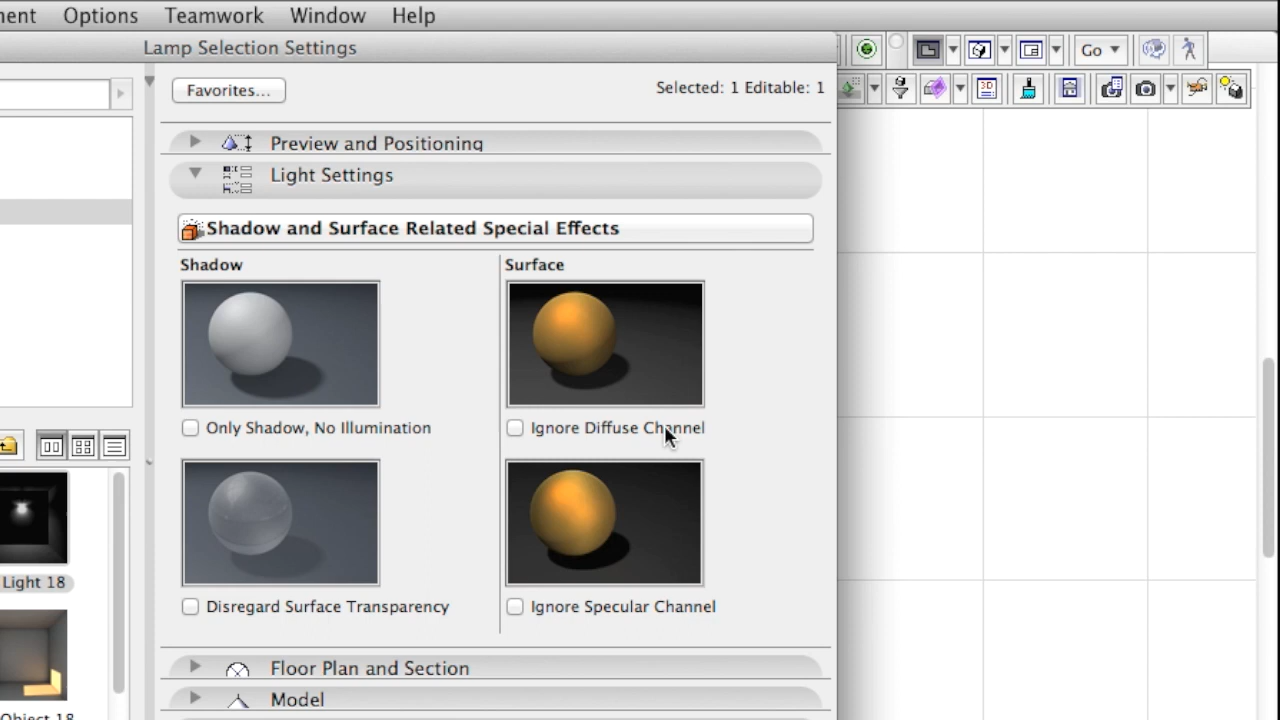 ment Options Teamwork Window Help
Lamp Selection Settings
Go
Favorites...
Selected: 1 Editable: 1
3D
Preview and Positioning
Light Settings
Shadow and Surface Related Special Effects
Shadow
Surface
Only Shadow, No Illumination
Ignore Diffuse Channel
Disregard Surface Transparency
Ignore Specular Channel
Light 18
Floor Plan and Section
Model
Object 18